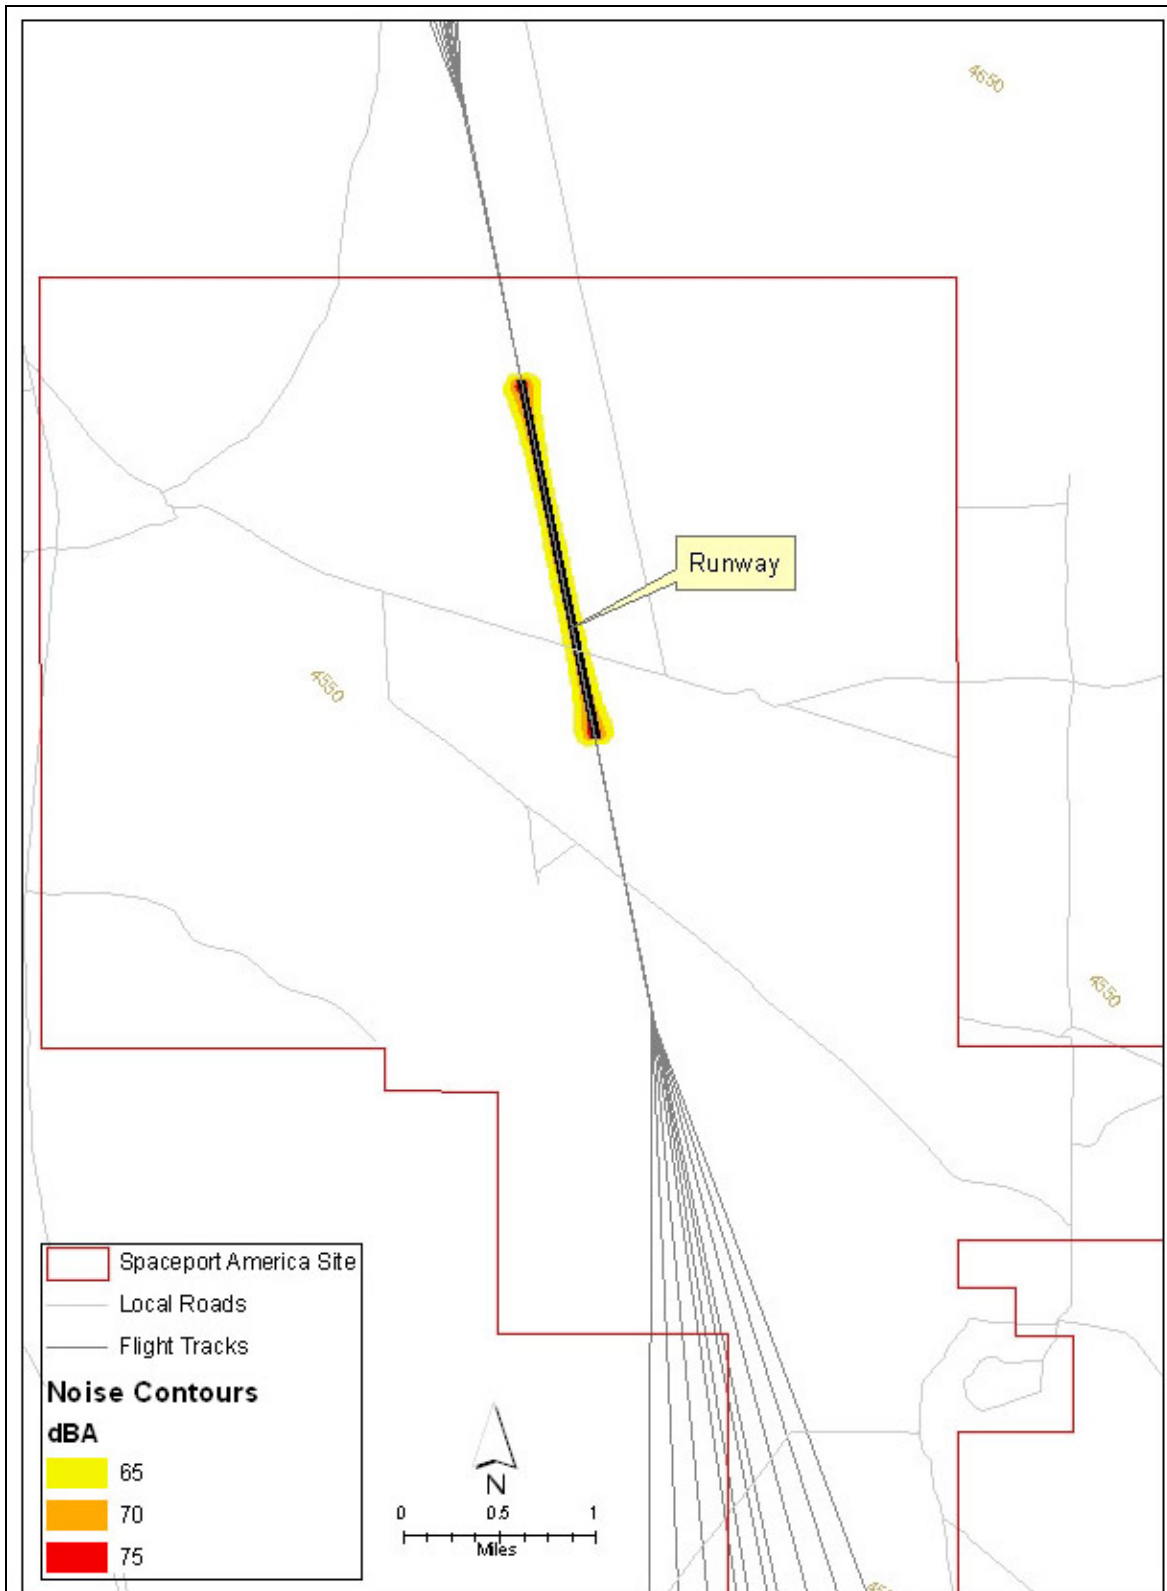 4550
Runway
4550
4550
Spaceport America Site
Local Roads
Flight Tracks
Noise Contours
dBA
65
70
75
N
0 0.5 1
Miles